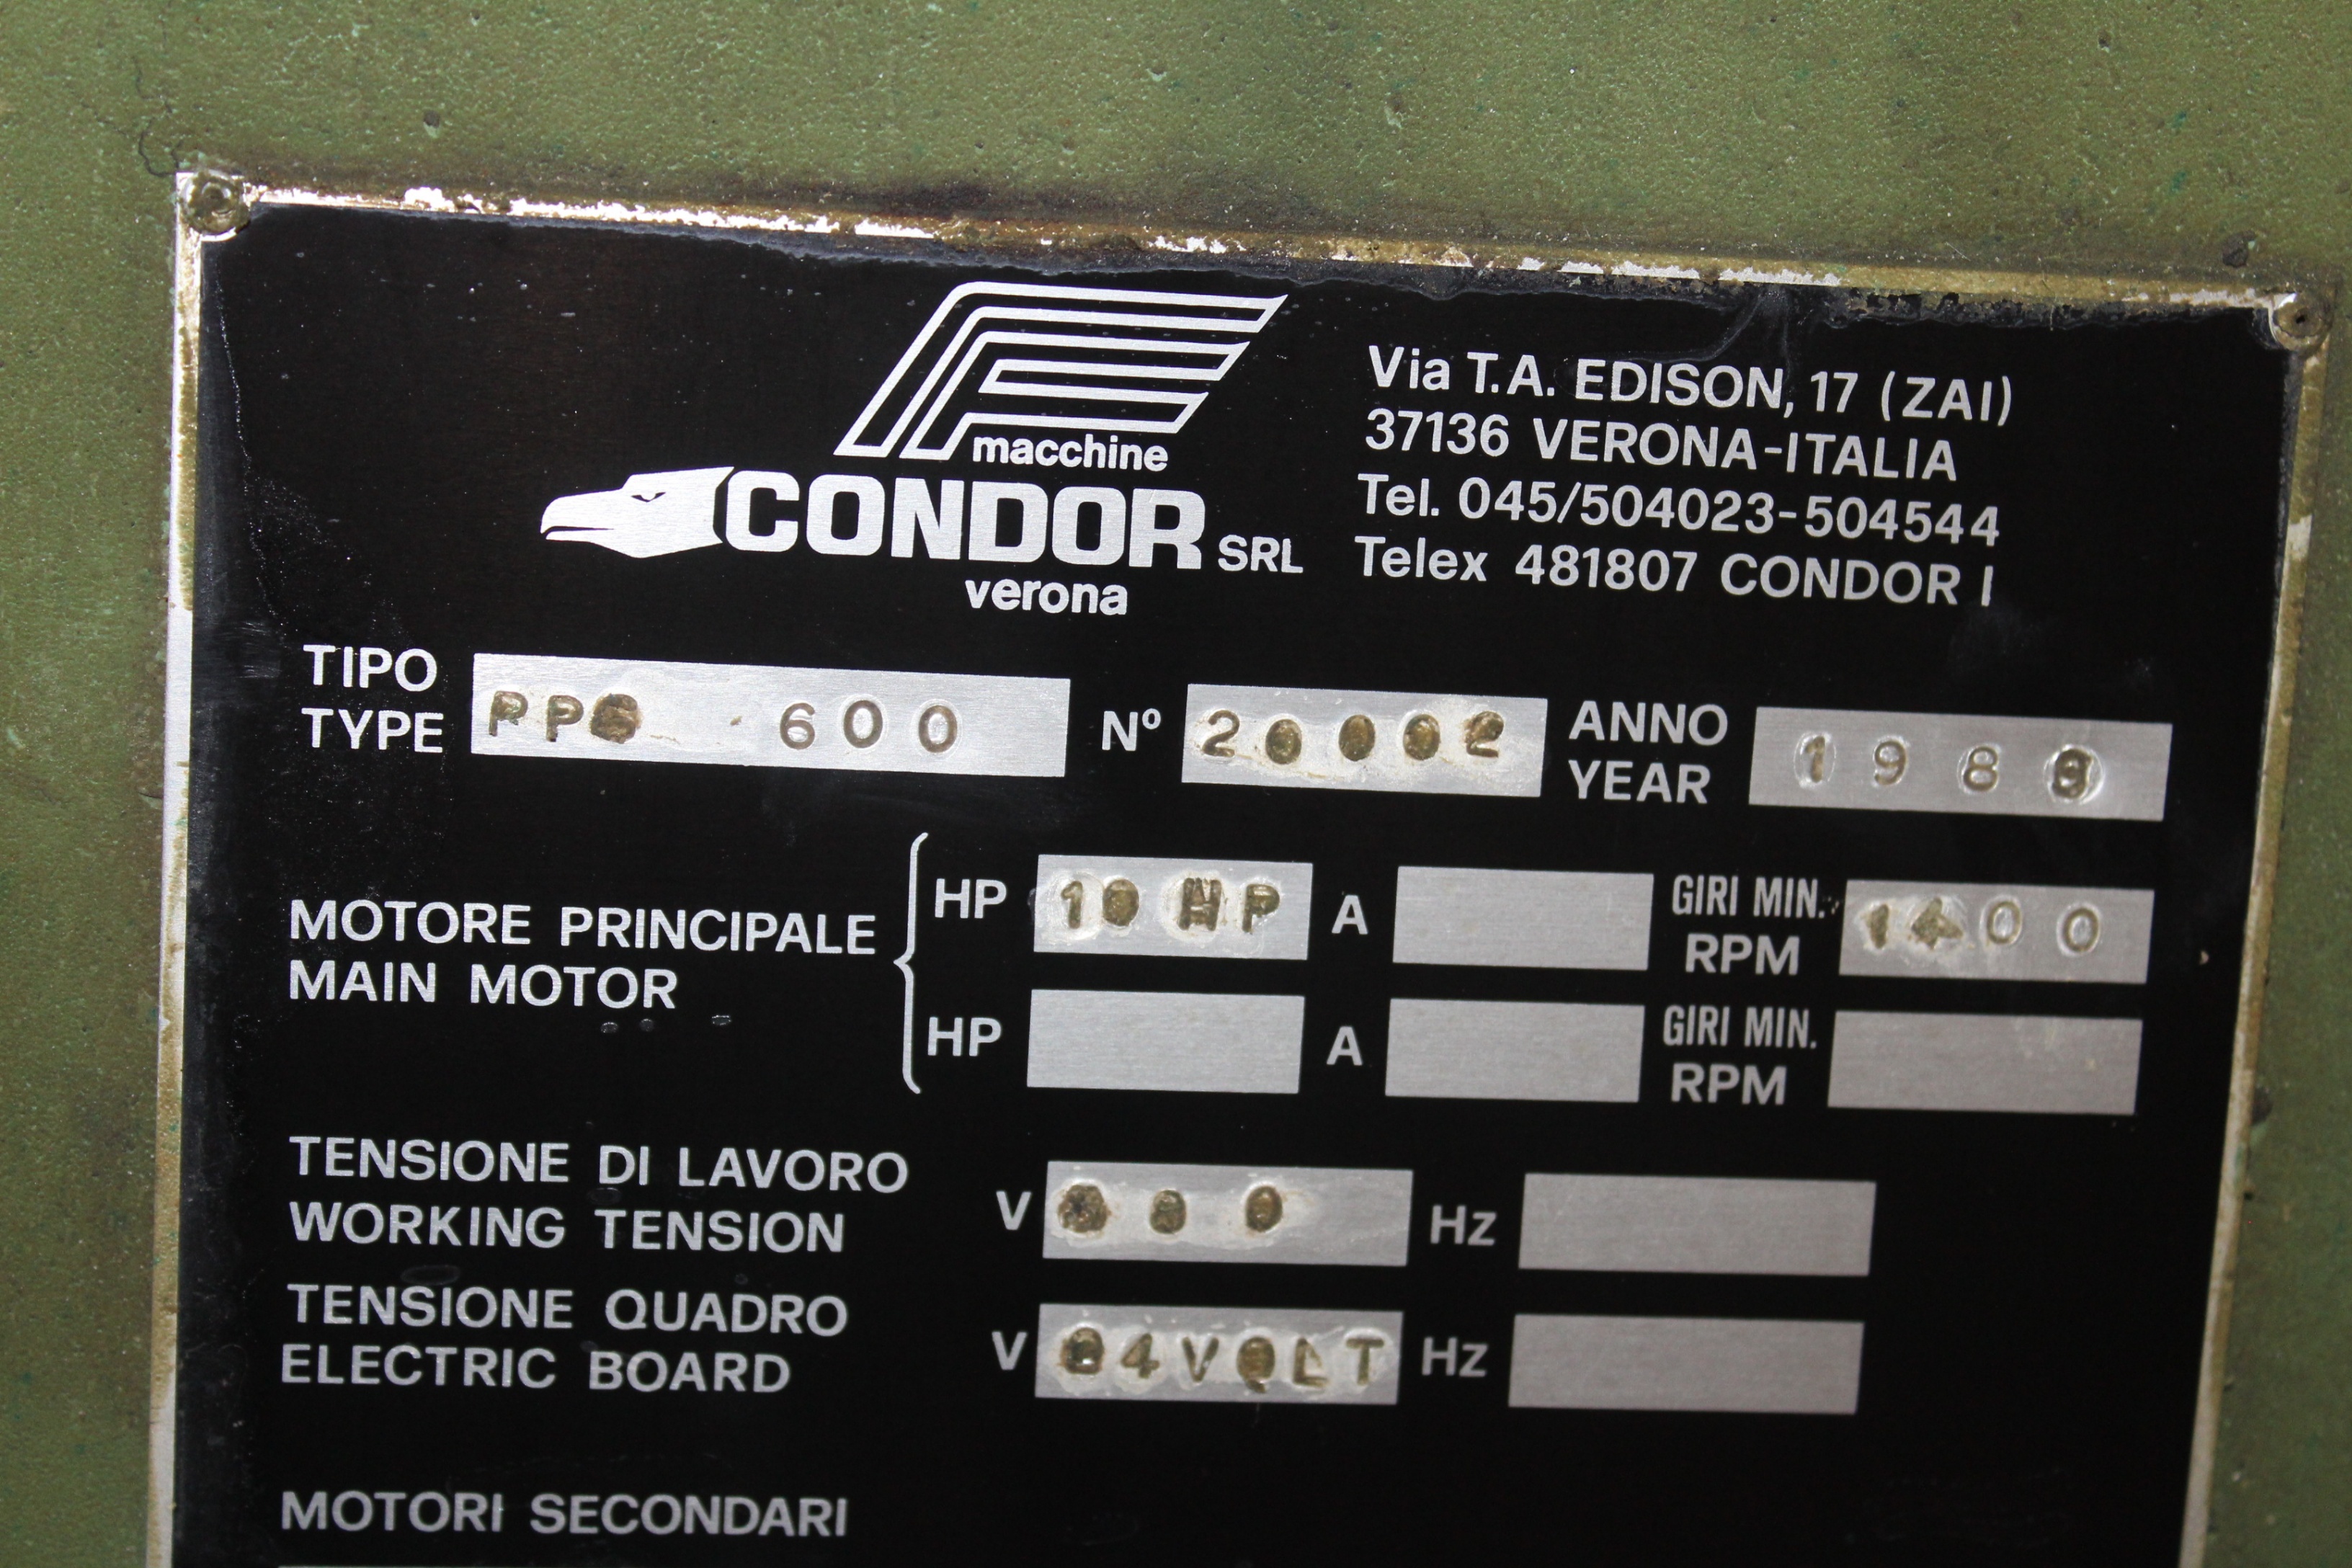 macchine
CONDOR SRL
verona
Via T.A. EDISON, 17 (ZAI)
37136 VERONA-ITALIA
Tel. 045/504023-504544
Telex 481807 CONDOR I
TIPO
TYPE
600
Nº 20002
ANNO
YEAR
MOTORE PRINCIPALE
MAIN MOTOR
HP 10 HP A GIRI MIN. RPM 1400
HP A GIRI MIN. RPM
TENSIONE DI LAVORO
WORKING TENSION
V Hz
TENSIONE QUADRO
ELECTRIC BOARD
V Hz
MOTORI SECONDARI